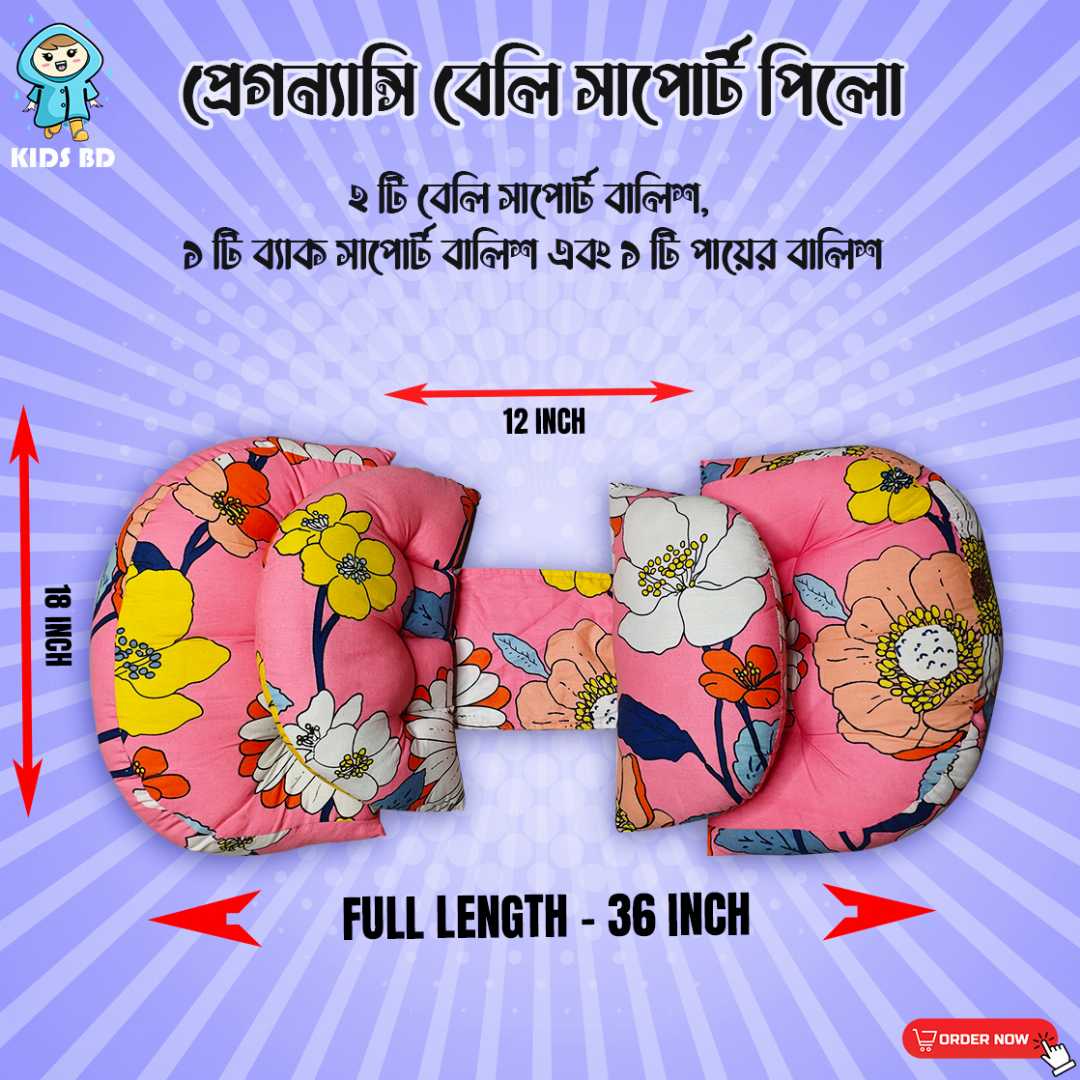 প্রেগন্যান্সি বেলি সাপোর্ট পিলো
KIDS BD
২ টি বেলি সাপোর্ট বালিশ,
১ টি ব্যাক সাপোর্ট বালিশ এবং ১ টি পায়ের বালিশ
12 INCH
18 INCH
FULL LENGTH - 36 INCH
ORDER NOW